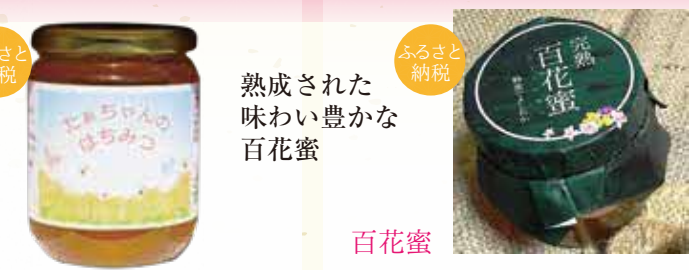 さと
税
たぁちゃんの
はちみつ
熟成された
味わい豊かな
百花蜜
ふるさと
納税
完熟
百花蜜
百花蜜